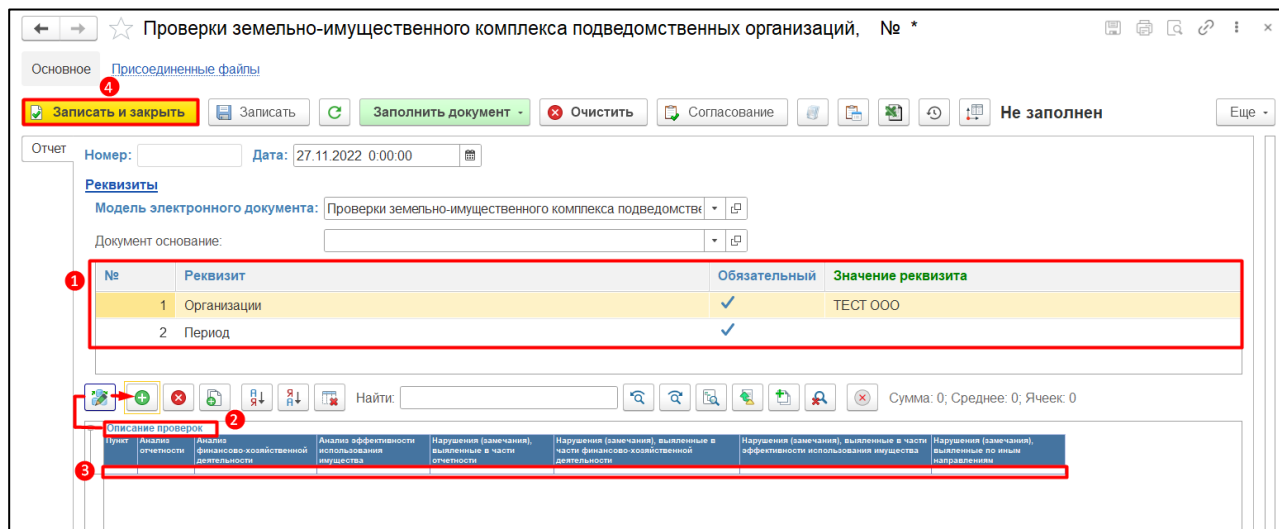 Проверки земельно-имущественного комплекса подведомственных организаций, № *
Основное Присоединенные файлы
4
Записать и закрыть Записать Заполнить документ Очистить Согласование Не заполнен Еще
Отчет
Номер: Дата: 27.11.2022 0:00:00
Реквизиты
Модель электронного документа: Проверки земельно-имущественного комплекса подведомстве
Документ основание:
1
№ Реквизит Обязательный Значение реквизита
1 Организации ТЕСТ ООО
2 Период
Найти: Сумма: 0; Среднее: 0; Ячеек: 0
2
Описание проверок
Пункт Анализ Анализ Анализ эффективности Нарушения (замечания), Нарушения (замечания), выявленные в Нарушения (замечания), выявленные в части Нарушения (замечания),
отчетности финансово-хозяйственной использования выявленные в части части финансово-хозяйственной эффективности использования имущества выявленные по иным
деятельности имущества отчетности деятельности направлениям
3